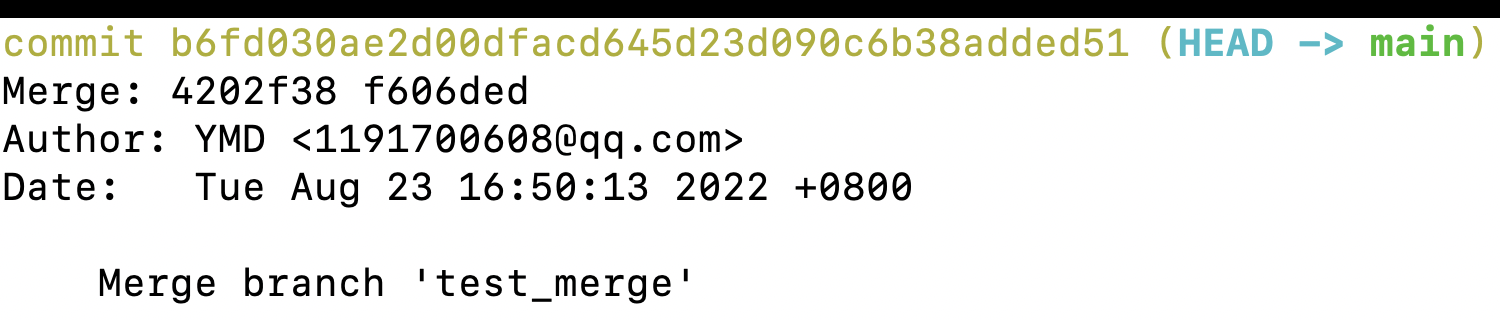 commit b6fd030ae2d00dfacd645d23d090c6b38added51 (HEAD -> main)
Merge: 4202f38 f606ded
Author: YMD <1191700608@qq.com>
Date:   Tue Aug 23 16:50:13 2022 +0800
    Merge branch 'test_merge'